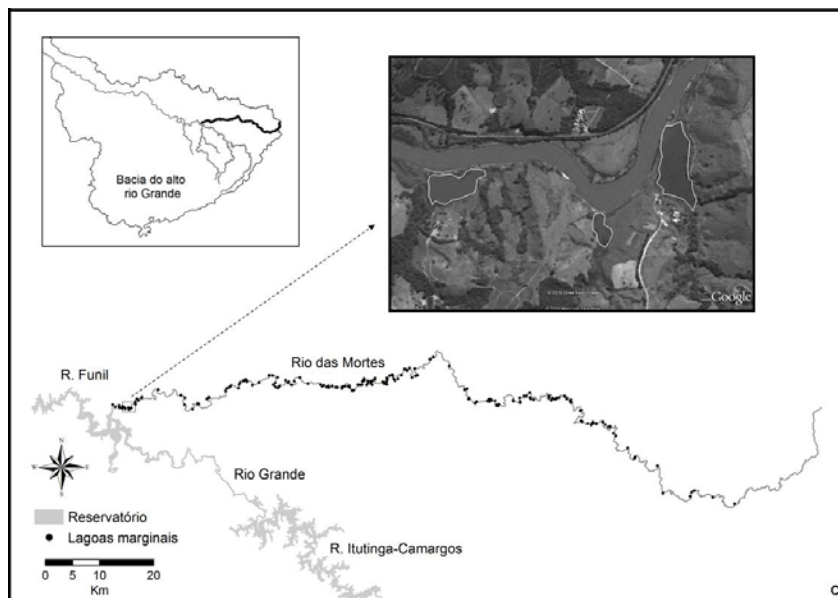 Bacia do alto
rio Grande
Google
R. Funil
Rio das Mortes
N
W
E
S
Rio Grande
Reservatório
Lagoas marginais
R. Itutinga-Camargos
0 5 10 20
Km